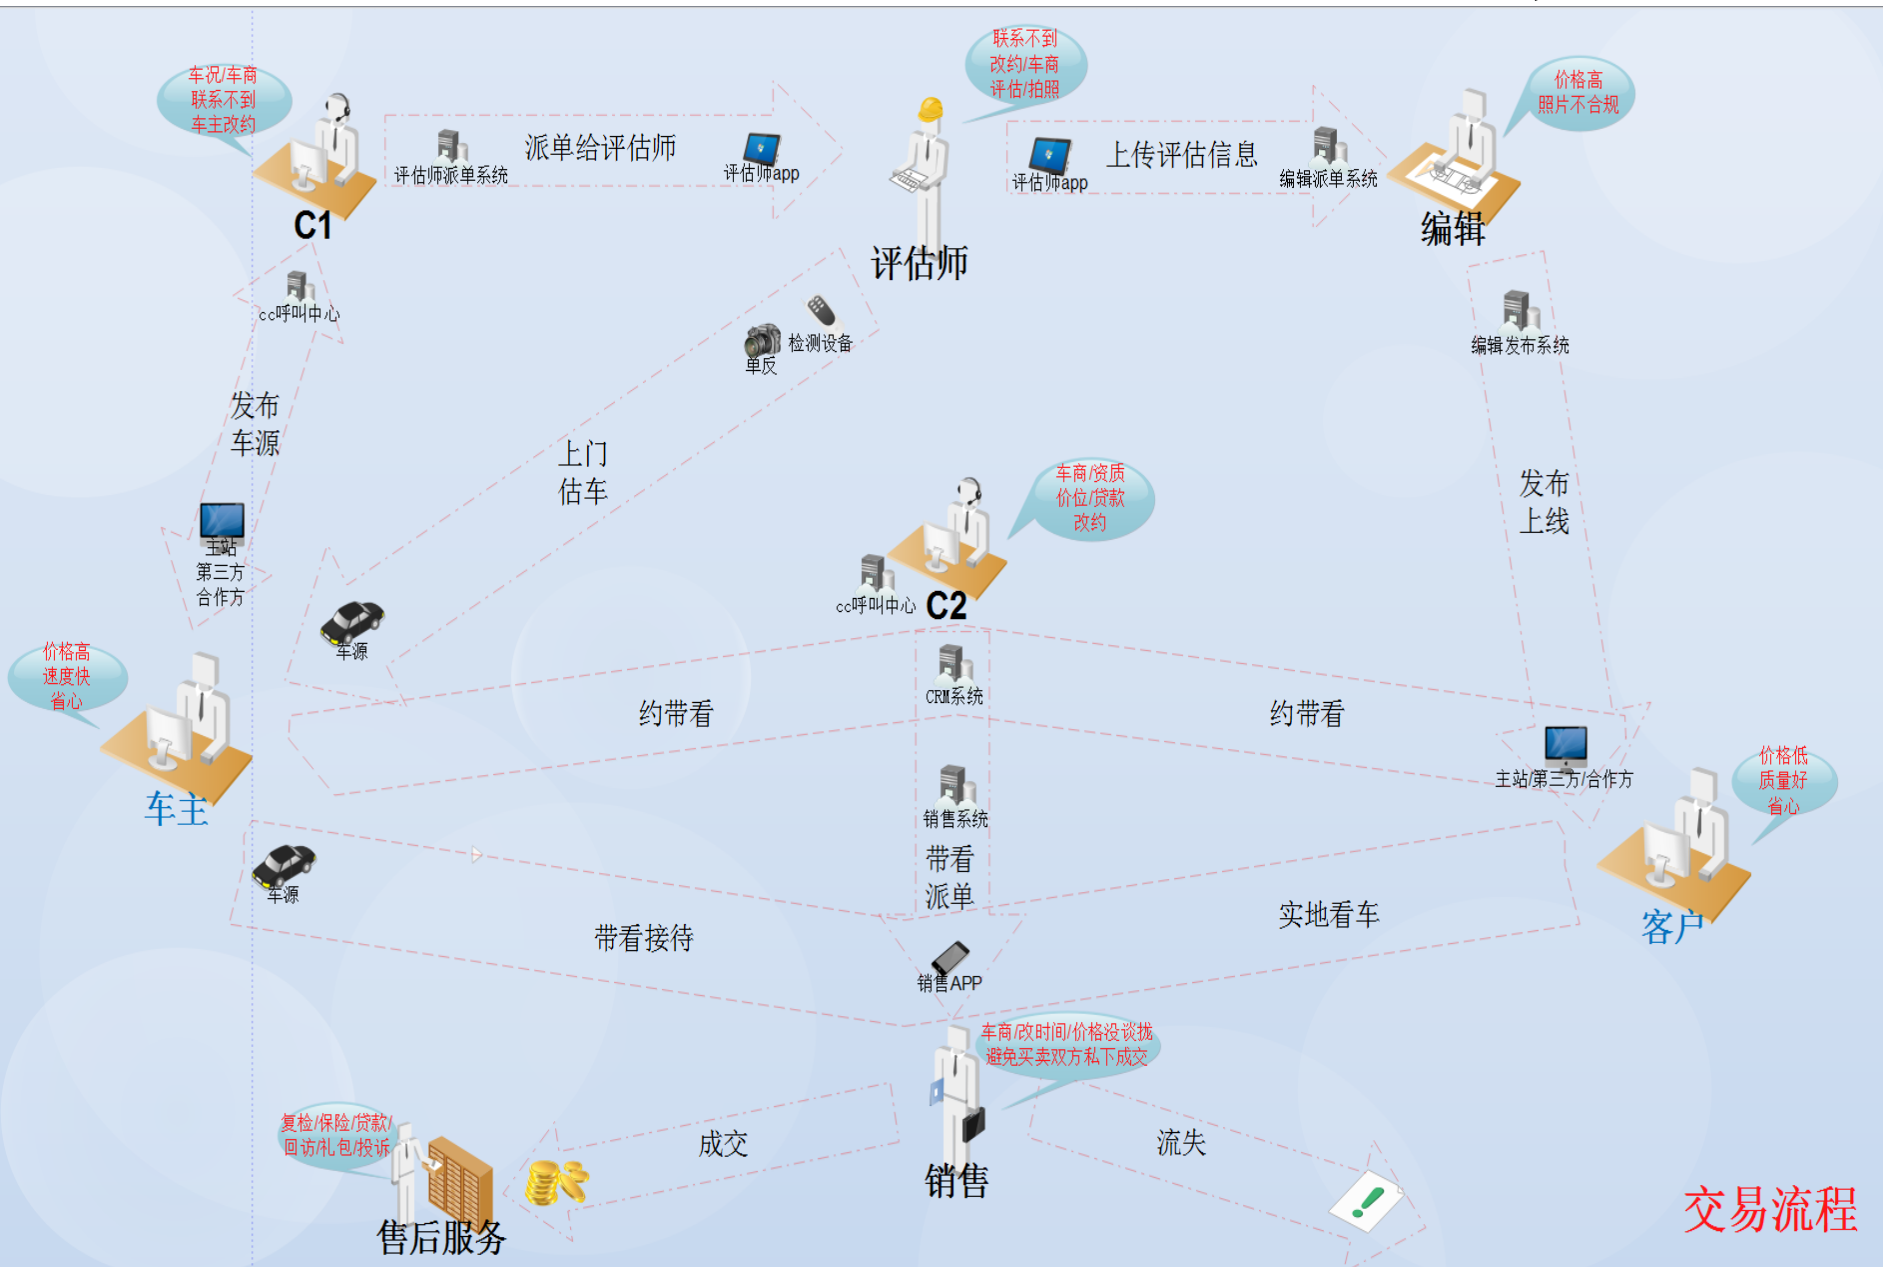 车况/车商
联系不到
车主改约
C1
评估师派单系统
派单给评估师
评估师app
联系不到
改约/车商
评估/拍照
评估师
评估师app
上传评估信息
编辑派单系统
价格高
照片不合规
编辑
cc呼叫中心
发布
车源
主站
第三方
合作方
单反
检测设备
上门
估车
车源
编辑发布系统
发布
上线
车商/资质
价位/贷款
改约
cc呼叫中心
C2
价格高
速度快
省心
车主
约带看
CRM系统
约带看
主站/第三方/合作方
价格低
质量好
省心
客户
销售系统
带看
派单
车源
带看接待
实地看车
销售APP
车商/改时间/价格没谈拢
避免买卖双方私下成交
销售
成交
流失
复检/保险/贷款/
回访/礼包/投诉
售后服务
交易流程